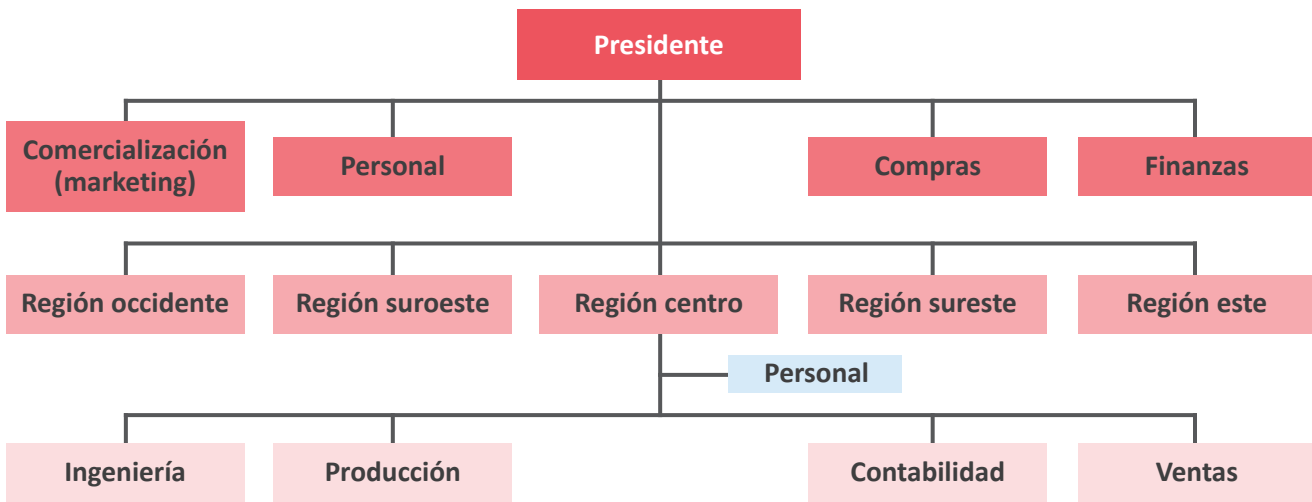 Presidente
Comercialización
(marketing)
Personal
Compras
Finanzas
Región occidente
Región suroeste
Región centro
Región sureste
Región este
Personal
Ingeniería
Producción
Contabilidad
Ventas